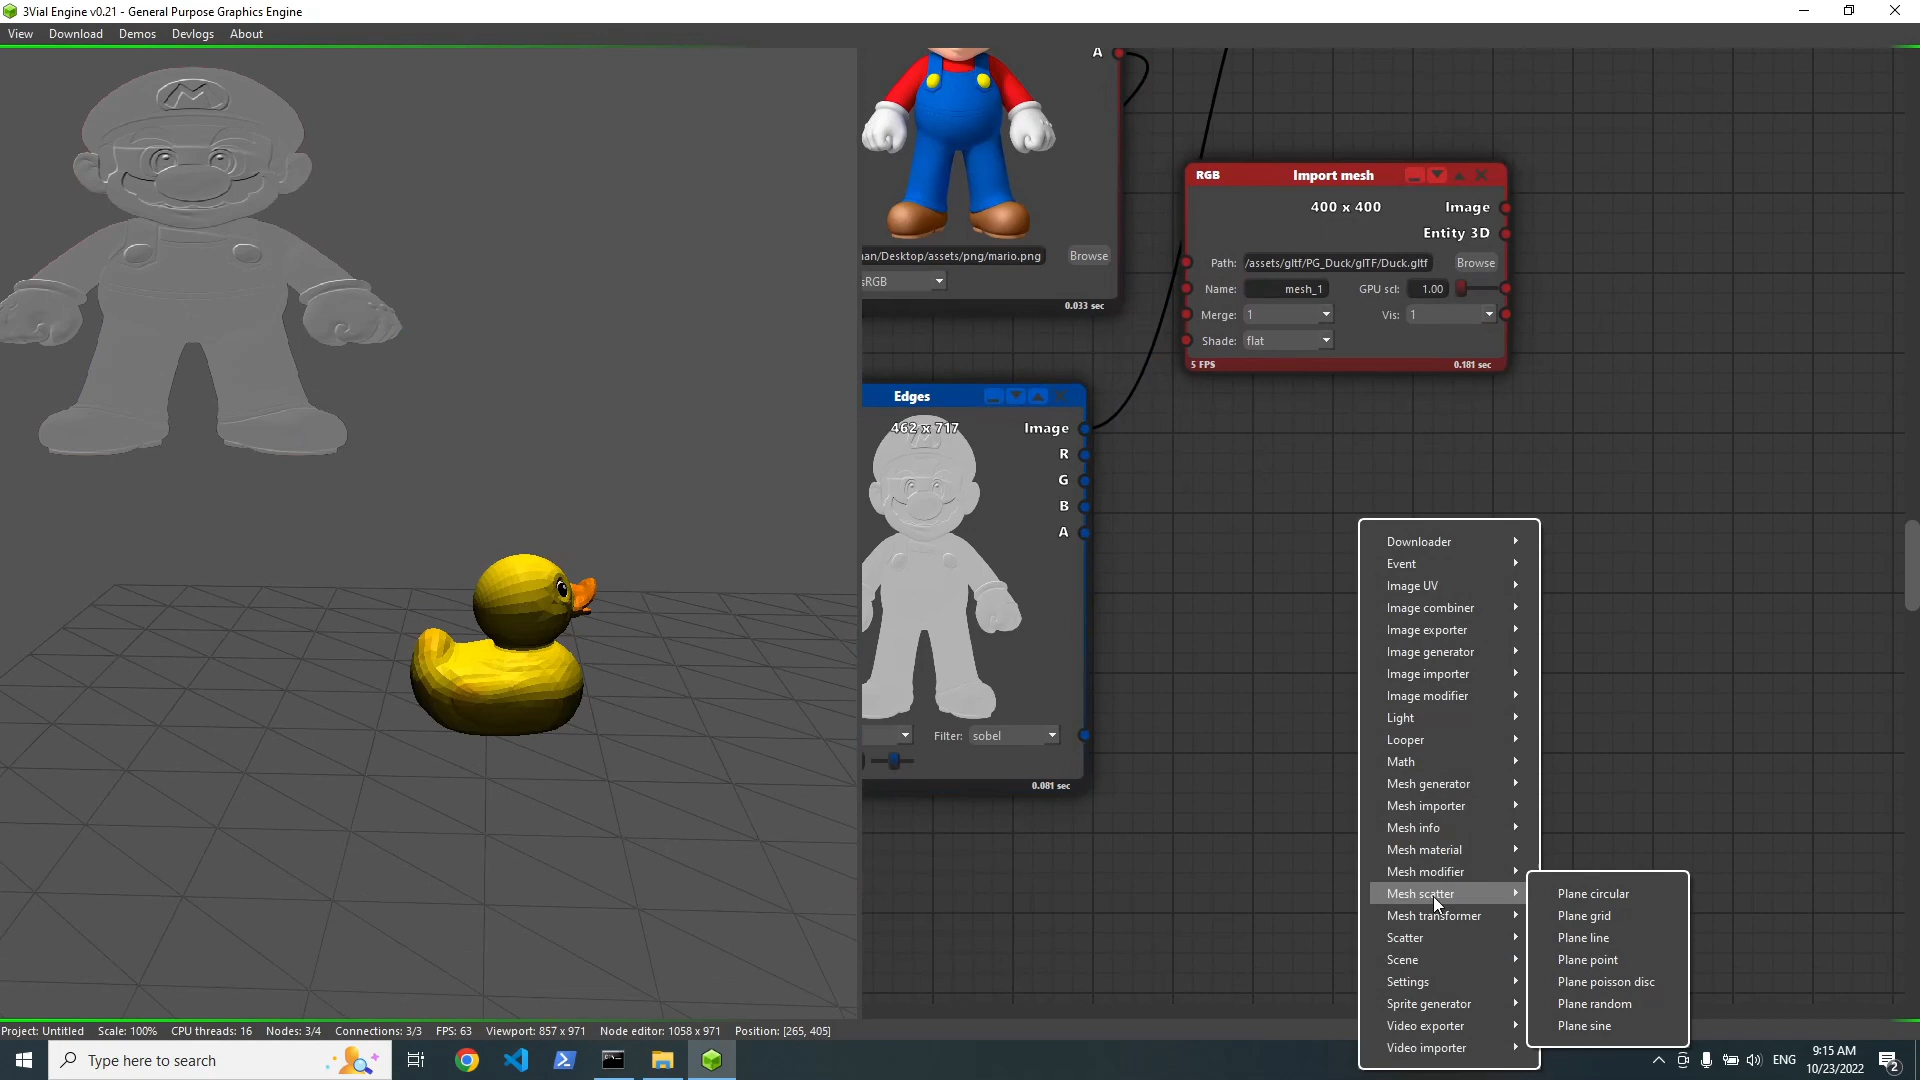 3Vial Engine v0.21 - General Purpose Graphics Engine
View Download Demos Devlogs About
M
A
an/Desktop/assets/png/mario.png Browse
sRGB
0.033 sec
RGB Import mesh
400 x 400 Image
Entity 3D
Path: /assets/gltf/PG_Duck/glTF/Duck.gltf Browse
Name: mesh_1 GPU scl: 1.00
Merge: 1 Vis: 1
Shade: flat
5 FPS 0.181 sec
Edges
462 x 717 Image
M
R
G
B
A
Filter: sobel
0.081 sec
Downloader
Event
Image UV
Image combiner
Image exporter
Image generator
Image importer
Image modifier
Light
Looper
Math
Mesh generator
Mesh importer
Mesh info
Mesh material
Mesh modifier
Mesh scatter
Mesh transformer
Scatter
Scene
Settings
Sprite generator
Video exporter
Video importer
Plane circular
Plane grid
Plane line
Plane point
Plane poisson disc
Plane random
Plane sine
Project: Untitled Scale: 100% CPU threads: 16 Nodes: 3/4 Connections: 3/3 FPS: 63 Viewport: 857 x 971 Node editor: 1058 x 971 Position: [265, 405]
Type here to search
ENG
9:15 AM
10/23/2022
2